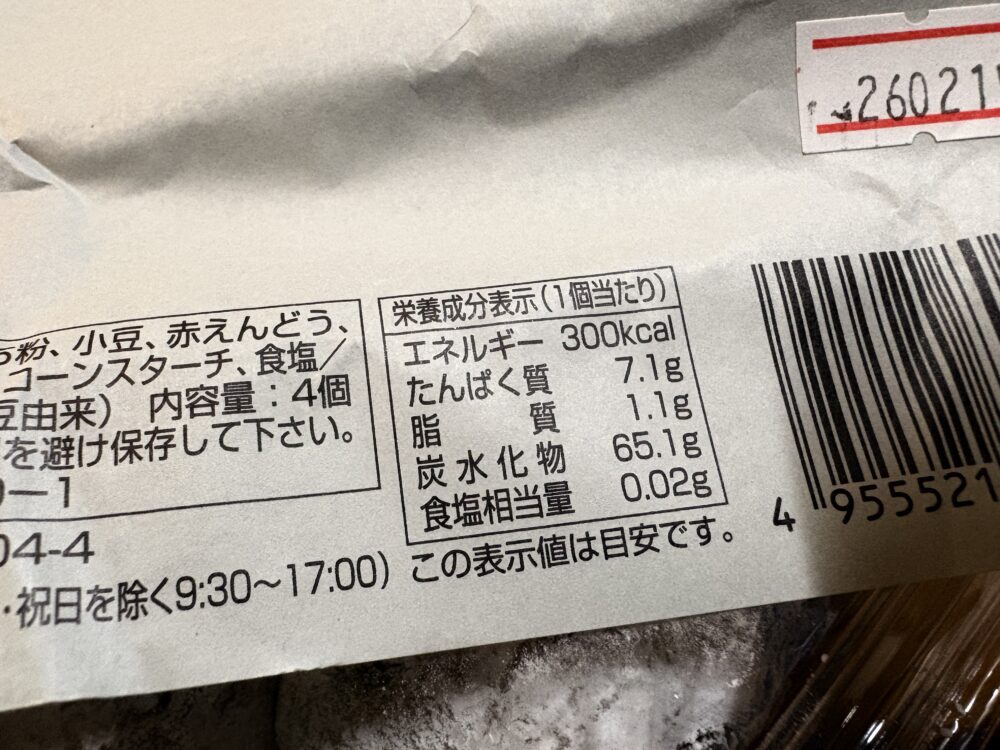 26021
ち粉、小豆、赤えんどう、
コーンスターチ、食塩／
豆由来） 内容量：4個
を避け保存して下さい。
ー1
04-4
・祝日を除く9:30～17:00）
栄養成分表示（1個当たり）
エネルギー 300kcal
たんぱく質 7.1g
脂質 1.1g
炭水化物 65.1g
食塩相当量 0.02g
この表示値は目安です。
4 955521